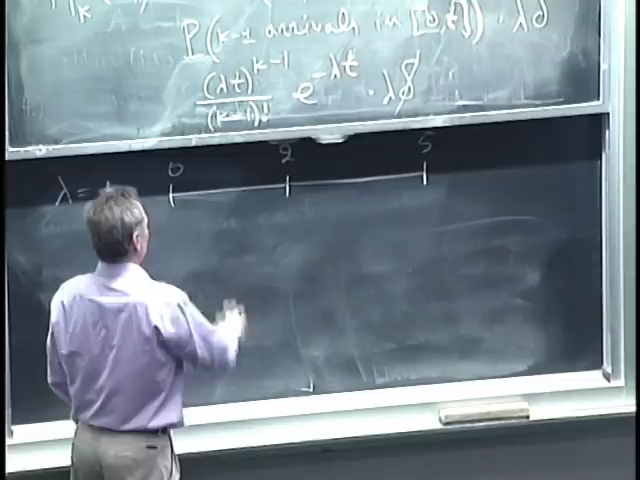 P(k-1 arrivals in [0,t]) · λδ
(λt)^{k-1}/(k-1)! e^{-λt} · λδ
0 2 5
λ =